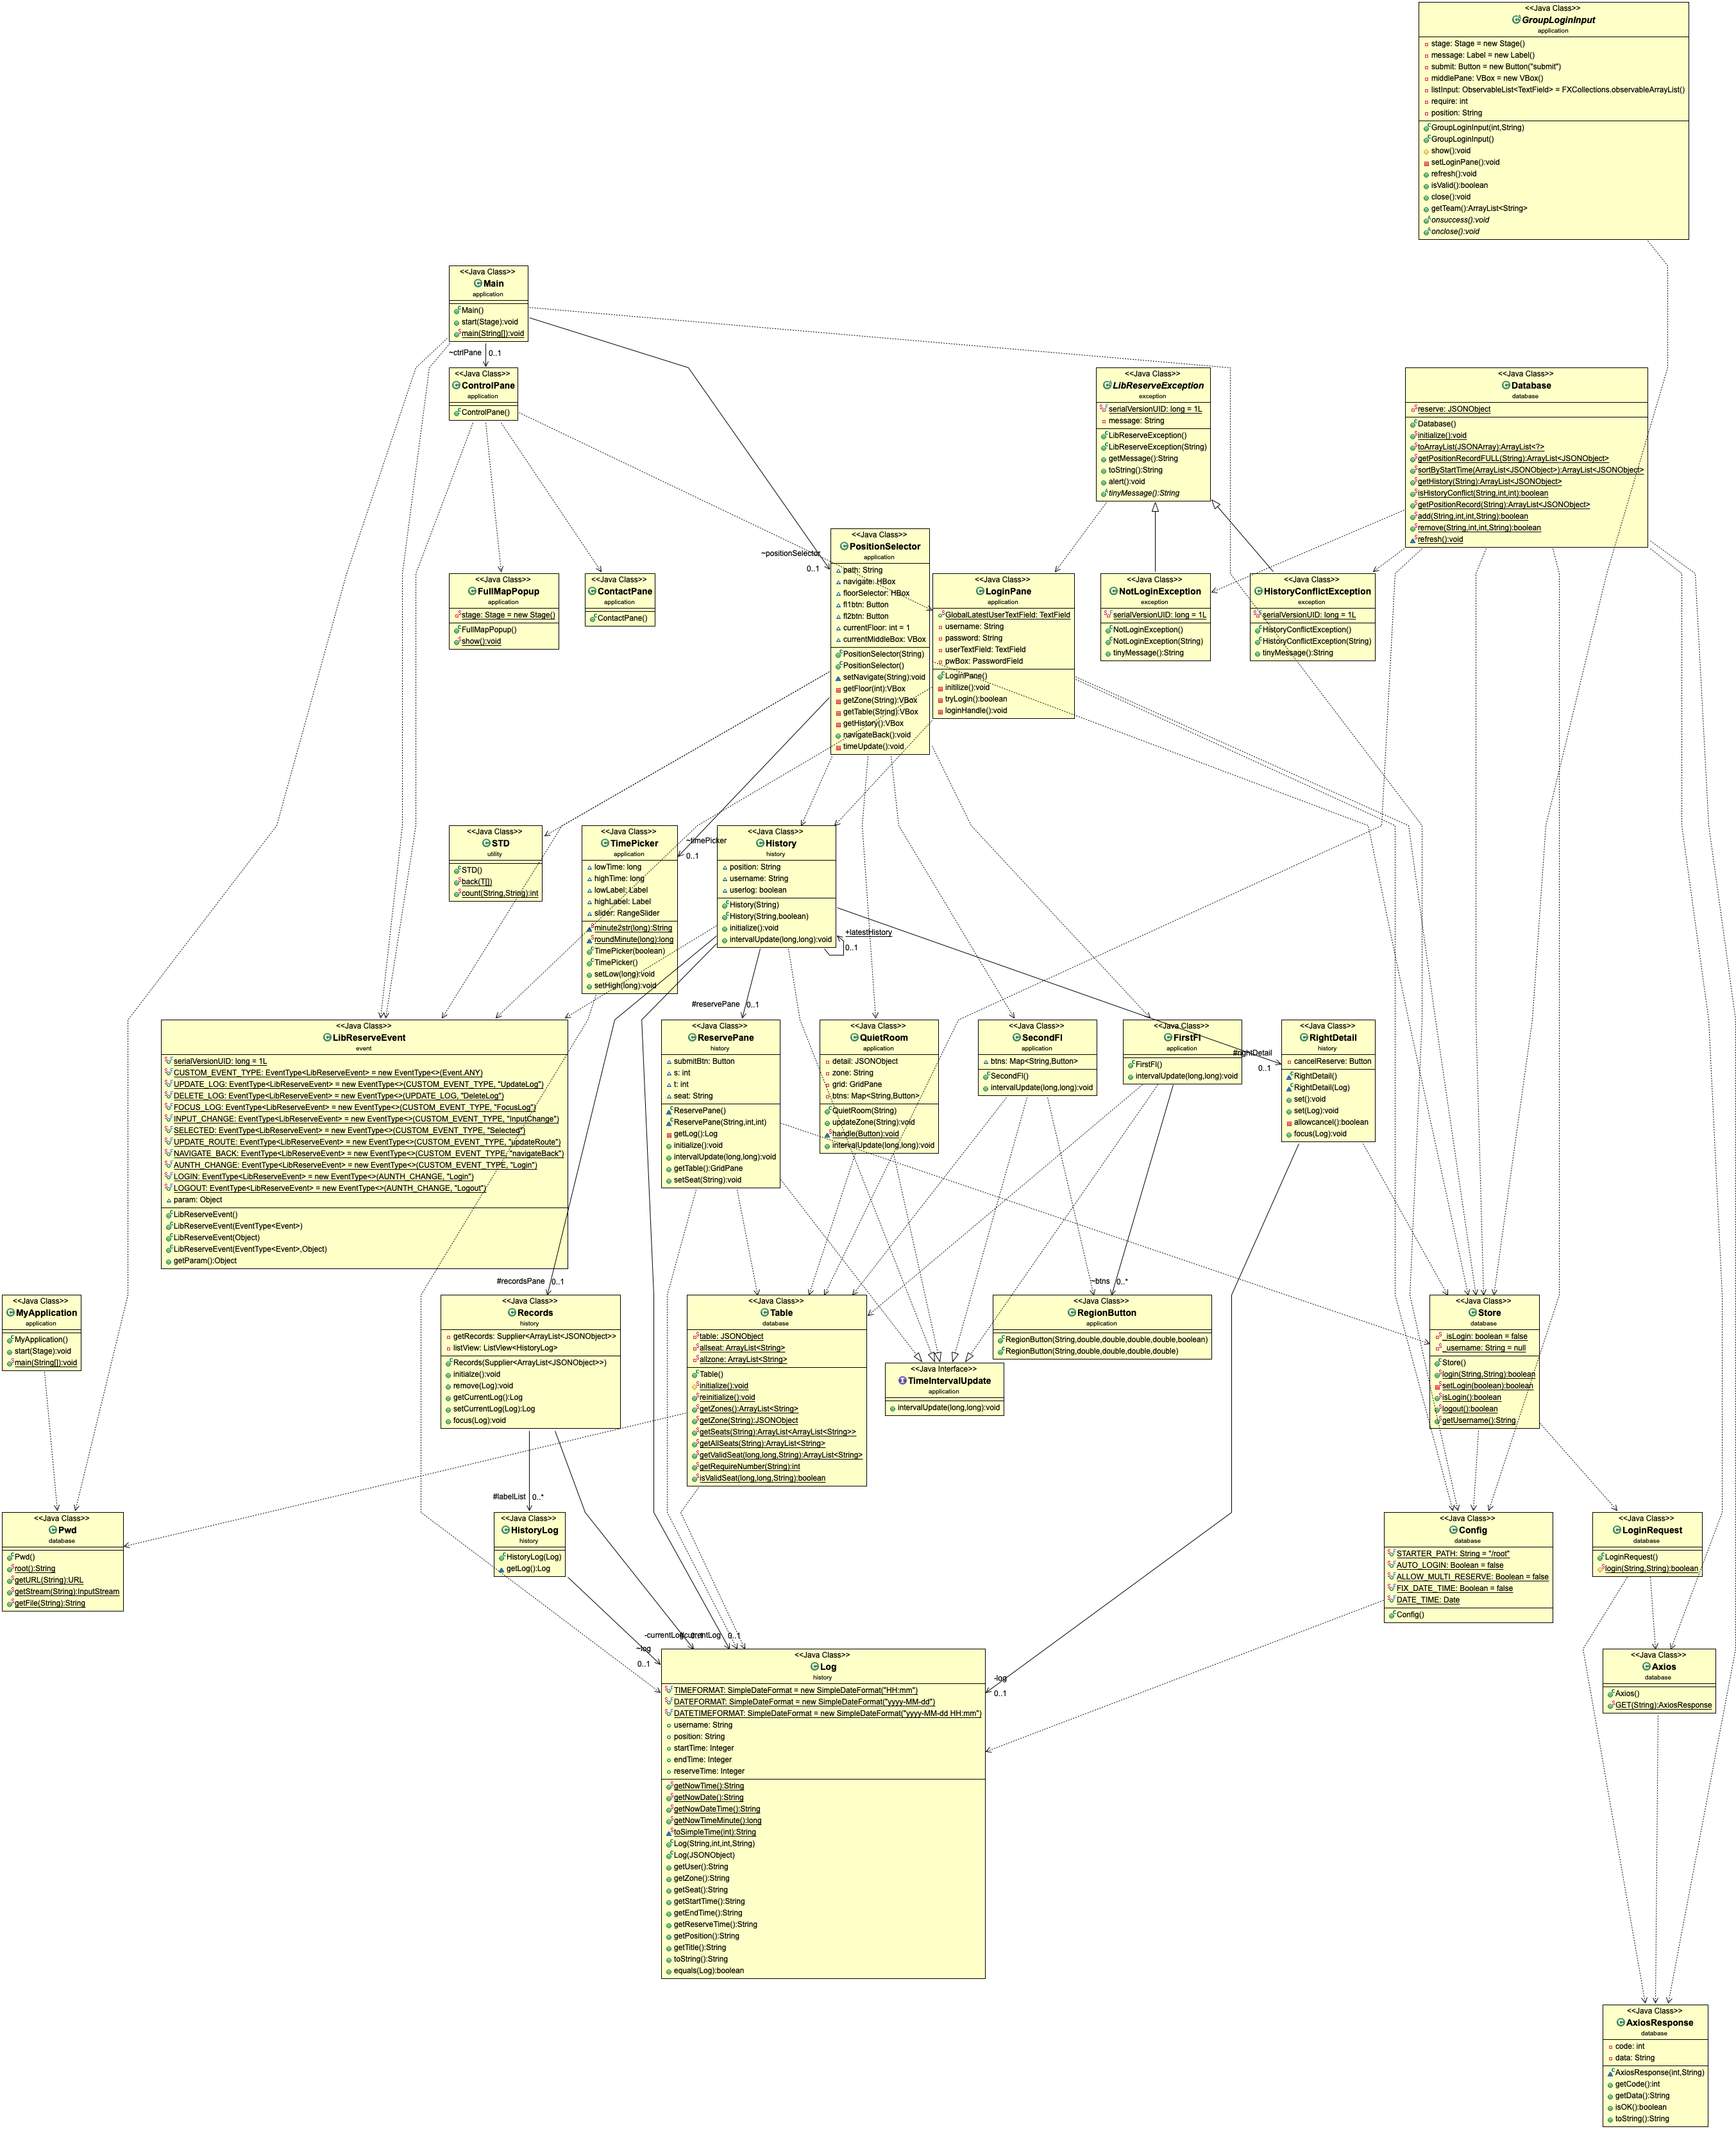 <<Java Class>>
GroupLoginInput
application
stage: Stage = new Stage()
message: Label = new Label()
submit: Button = new Button("submit")
middlePane: VBox = new VBox()
listInput: ObservableList<TextField> = FXCollections.observableArrayList()
require: int
position: String
GroupLoginInput(int,String)
GroupLoginInput()
show():void
setLoginPane():void
refresh():void
isValid():boolean
close():void
getTeam():ArrayList<String>
onsuccess():void
onclose():void
<<Java Class>>
Main
application
Main()
start(Stage):void
main(String[]):void
~ctrlPane
0..1
<<Java Class>>
ControlPane
application
ControlPane()
<<Java Class>>
LibReserveException
exception
serialVersionUID: long = 1L
message: String
LibReserveException()
LibReserveException(String)
getMessage():String
toString():String
alert():void
tinyMessage():String
<<Java Class>>
Database
database
reserve: JSONObject
Database()
initialize():void
toArrayList(JSONArray):ArrayList<?>
getPositionRecordFULL(String):ArrayList<JSONObject>
sortByStartTime(ArrayList<JSONObject>):ArrayList<JSONObject>
getHistory(String):ArrayList<JSONObject>
isHistoryConflict(String,int,int):boolean
getPositionRecord(String):ArrayList<JSONObject>
add(String,int,int,String):boolean
remove(String,int,int,String):boolean
refresh():void
~positionSelector
0..1
<<Java Class>>
PositionSelector
application
path: String
navigate: HBox
floorSelector: HBox
fl1btn: Button
fl2btn: Button
currentFloor: int = 1
currentMiddleBox: VBox
PositionSelector(String)
PositionSelector()
setNavigate(String):void
getFloor(int):VBox
getZone(String):VBox
getTable(String):VBox
getHistory():VBox
navigateBack():void
timeUpdate():void
<<Java Class>>
FullMapPopup
application
stage: Stage = new Stage()
FullMapPopup()
show():void
<<Java Class>>
ContactPane
application
ContactPane()
<<Java Class>>
LoginPane
application
GlobalLatestUserTextField: TextField
username: String
password: String
userTextField: TextField
pwBox: PasswordField
LoginPane()
initilize():void
tryLogin():boolean
loginHandle():void
<<Java Class>>
NotLoginException
exception
serialVersionUID: long = 1L
NotLoginException()
NotLoginException(String)
tinyMessage():String
<<Java Class>>
HistoryConflictException
exception
serialVersionUID: long = 1L
HistoryConflictException()
HistoryConflictException(String)
tinyMessage():String
<<Java Class>>
STD
utility
STD()
back(T[])
count(String,String):int
<<Java Class>>
TimePicker
application
lowTime: long
highTime: long
lowLabel: Label
highLabel: Label
slider: RangeSlider
minute2str(long):String
roundMinute(long):long
TimePicker(boolean)
TimePicker()
setLow(long):void
setHigh(long):void
~timePicker
0..1
<<Java Class>>
History
history
position: String
username: String
userlog: boolean
History(String)
History(String,boolean)
initialize():void
intervalUpdate(long,long):void
+latestHistory
0..1
<<Java Class>>
LibReserveEvent
event
serialVersionUID: long = 1L
CUSTOM_EVENT_TYPE: EventType<LibReserveEvent> = new EventType<>(Event.ANY)
UPDATE_LOG: EventType<LibReserveEvent> = new EventType<>(CUSTOM_EVENT_TYPE, "UpdateLog")
DELETE_LOG: EventType<LibReserveEvent> = new EventType<>(UPDATE_LOG, "DeleteLog")
FOCUS_LOG: EventType<LibReserveEvent> = new EventType<>(CUSTOM_EVENT_TYPE, "FocusLog")
INPUT_CHANGE: EventType<LibReserveEvent> = new EventType<>(CUSTOM_EVENT_TYPE, "InputChange")
SELECTED: EventType<LibReserveEvent> = new EventType<>(CUSTOM_EVENT_TYPE, "Selected")
UPDATE_ROUTE: EventType<LibReserveEvent> = new EventType<>(CUSTOM_EVENT_TYPE, "updateRoute")
NAVIGATE_BACK: EventType<LibReserveEvent> = new EventType<>(CUSTOM_EVENT_TYPE, "navigateBack")
AUNTH_CHANGE: EventType<LibReserveEvent> = new EventType<>(CUSTOM_EVENT_TYPE, "Login")
LOGIN: EventType<LibReserveEvent> = new EventType<>(AUNTH_CHANGE, "Login")
LOGOUT: EventType<LibReserveEvent> = new EventType<>(AUNTH_CHANGE, "Logout")
param: Object
LibReserveEvent()
LibReserveEvent(EventType<Event>)
LibReserveEvent(Object)
LibReserveEvent(EventType<Event>,Object)
getParam():Object
#reservePane
0..1
<<Java Class>>
ReservePane
history
submitBtn: Button
s: int
t: int
seat: String
ReservePane()
ReservePane(String,int,int)
getLog():Log
initialize():void
intervalUpdate(long,long):void
getTable():GridPane
setSeat(String):void
<<Java Class>>
QuietRoom
application
detail: JSONObject
zone: String
grid: GridPane
btns: Map<String,Button>
QuietRoom(String)
updateZone(String):void
handle(Button):void
intervalUpdate(long,long):void
<<Java Class>>
SecondFl
application
btns: Map<String,Button>
SecondFl()
intervalUpdate(long,long):void
<<Java Class>>
FirstFl
application
FirstFl()
intervalUpdate(long,long):void
#rightDetail
0..1
<<Java Class>>
RightDetail
history
cancelReserve: Button
RightDetail()
RightDetail(Log)
set():void
set(Log):void
allowcancel():boolean
focus(Log):void
<<Java Class>>
MyApplication
application
MyApplication()
start(Stage):void
main(String[]):void
#recordsPane
0..1
<<Java Class>>
Records
history
getRecords: Supplier<ArrayList<JSONObject>>
listView: ListView<HistoryLog>
Records(Supplier<ArrayList<JSONObject>>)
initialze():void
remove(Log):void
getCurrentLog():Log
setCurrentLog(Log):Log
focus(Log):void
<<Java Class>>
Table
database
table: JSONObject
allseat: ArrayList<String>
allzone: ArrayList<String>
Table()
initialize():void
reinitialize():void
getZones():ArrayList<String>
getZone(String):JSONObject
getSeats(String):ArrayList<ArrayList<String>>
getAllSeats(String):ArrayList<String>
getValidSeat(long,long,String):ArrayList<String>
getRequireNumber(String):int
isValidSeat(long,long,String):boolean
~btns
0..*
<<Java Class>>
RegionButton
application
RegionButton(String,double,double,double,double,boolean)
RegionButton(String,double,double,double,double)
<<Java Interface>>
TimeIntervalUpdate
application
intervalUpdate(long,long):void
<<Java Class>>
Store
database
_isLogin: boolean = false
_username: String = null
Store()
login(String,String):boolean
setLogin(boolean):boolean
isLogin():boolean
logout():boolean
getUsername():String
<<Java Class>>
Pwd
database
Pwd()
root():String
getURL(String):URL
getStream(String):InputStream
getFile(String):String
#labelList
0..*
<<Java Class>>
HistoryLog
history
HistoryLog(Log)
getLog():Log
<<Java Class>>
Config
database
STARTER_PATH: String = "/root"
AUTO_LOGIN: Boolean = false
ALLOW_MULTI_RESERVE: Boolean = false
FIX_DATE_TIME: Boolean = false
DATE_TIME: Date
Config()
<<Java Class>>
LoginRequest
database
LoginRequest()
login(String,String):boolean
-currentLog
0..1
~log
0..1
<<Java Class>>
Log
history
TIMEFORMAT: SimpleDateFormat = new SimpleDateFormat("HH:mm")
DATEFORMAT: SimpleDateFormat = new SimpleDateFormat("yyyy-MM-dd")
DATETIMEFORMAT: SimpleDateFormat = new SimpleDateFormat("yyyy-MM-dd HH:mm")
username: String
position: String
startTime: Integer
endTime: Integer
reserveTime: Integer
getNowTime():String
getNowDate():String
getNowDateTime():String
getNowTimeMinute():long
toSimpleTime(int):String
Log(String,int,int,String)
Log(JSONObject)
getUser():String
getZone():String
getSeat():String
getStartTime():String
getEndTime():String
getReserveTime():String
getPosition():String
getTitle():String
toString():String
equals(Log):boolean
-log
0..1
<<Java Class>>
Axios
database
Axios()
GET(String):AxiosResponse
<<Java Class>>
AxiosResponse
database
code: int
data: String
AxiosResponse(int,String)
getCode():int
getData():String
isOK():boolean
toString():String